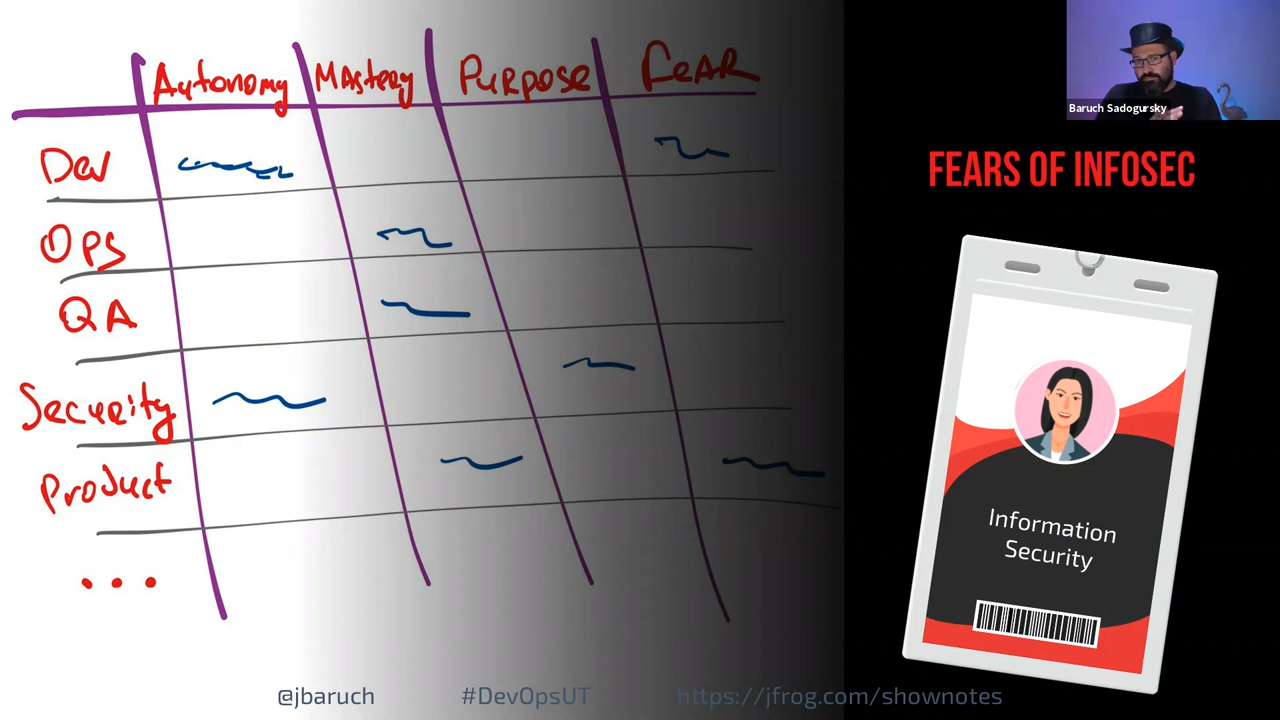 Autonomy Mastery Purpose Fear
Dev
Ops
QA
Security
Product
...
Baruch Sadogursky
FEARS OF INFOSEC
Information
Security
@jbaruch #DevOpsUT https://jfrog.com/shownotes